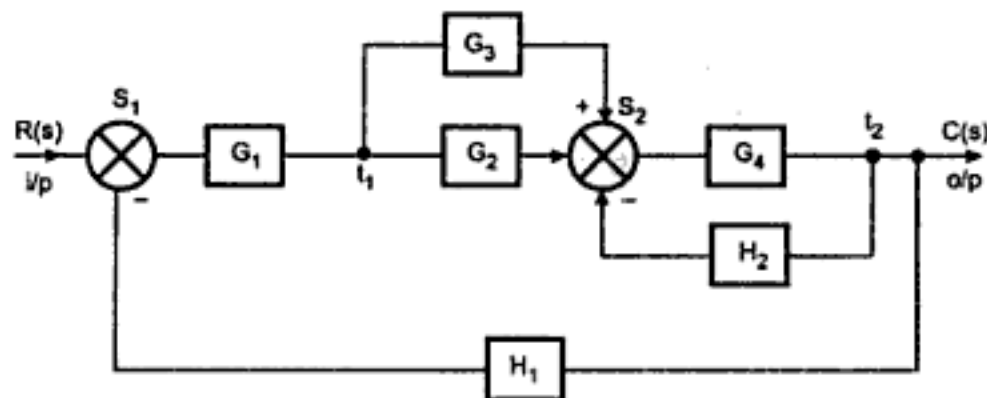 G₃
S₁
+ S₂
R(s) G₁ G₂ G₄ t₂ C(s)
i/p t₁ o/p
− −
H₂
H₁